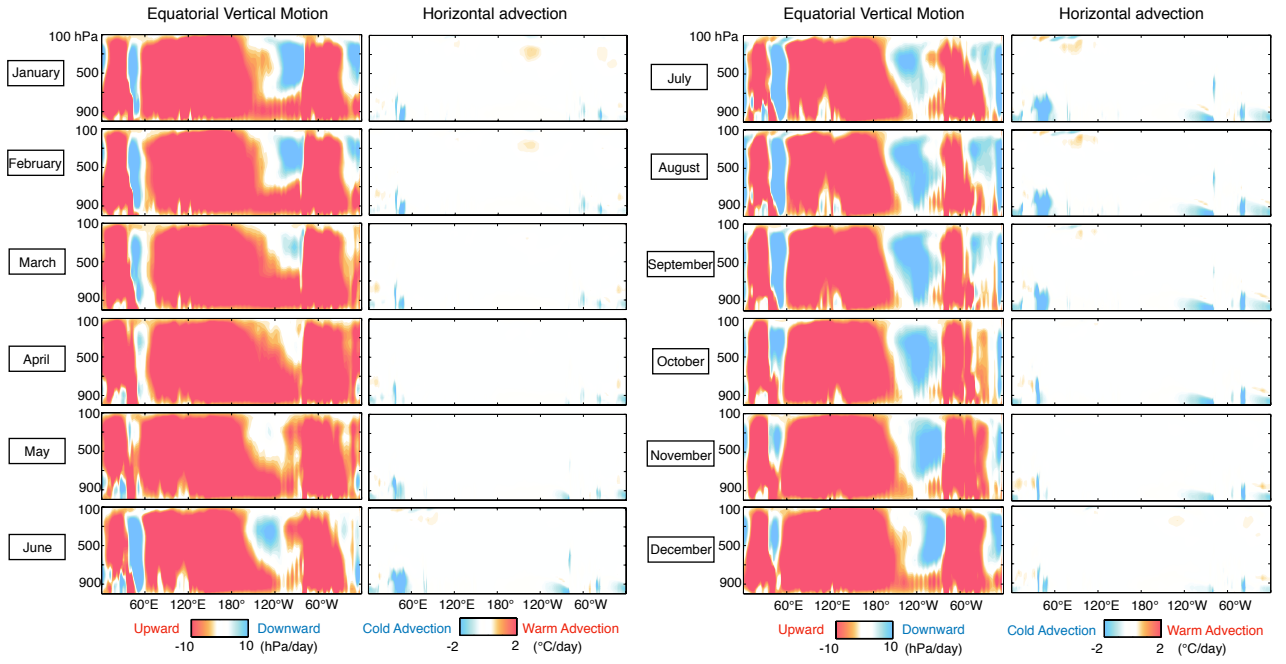 Equatorial Vertical Motion
Horizontal advection
100 hPa
January
500
900
100
February
500
900
100
March
500
900
100
April
500
900
100
May
500
900
100
June
500
900
60°E 120°E 180°W 120°W 60°W
60°E 120°E 180°W 120°W 60°W
Upward Downward
-10 10 (hPa/day)
Cold Advection Warm Advection
-2 2 (°C/day)
Equatorial Vertical Motion
Horizontal advection
100 hPa
July
500
900
100
August
500
900
100
September
500
900
100
October
500
900
100
November
500
900
100
December
500
900
60°E 120°E 180°W 120°W 60°W
60°E 120°E 180°W 120°W 60°W
Upward Downward
-10 10 (hPa/day)
Cold Advection Warm Advection
-2 2 (°C/day)